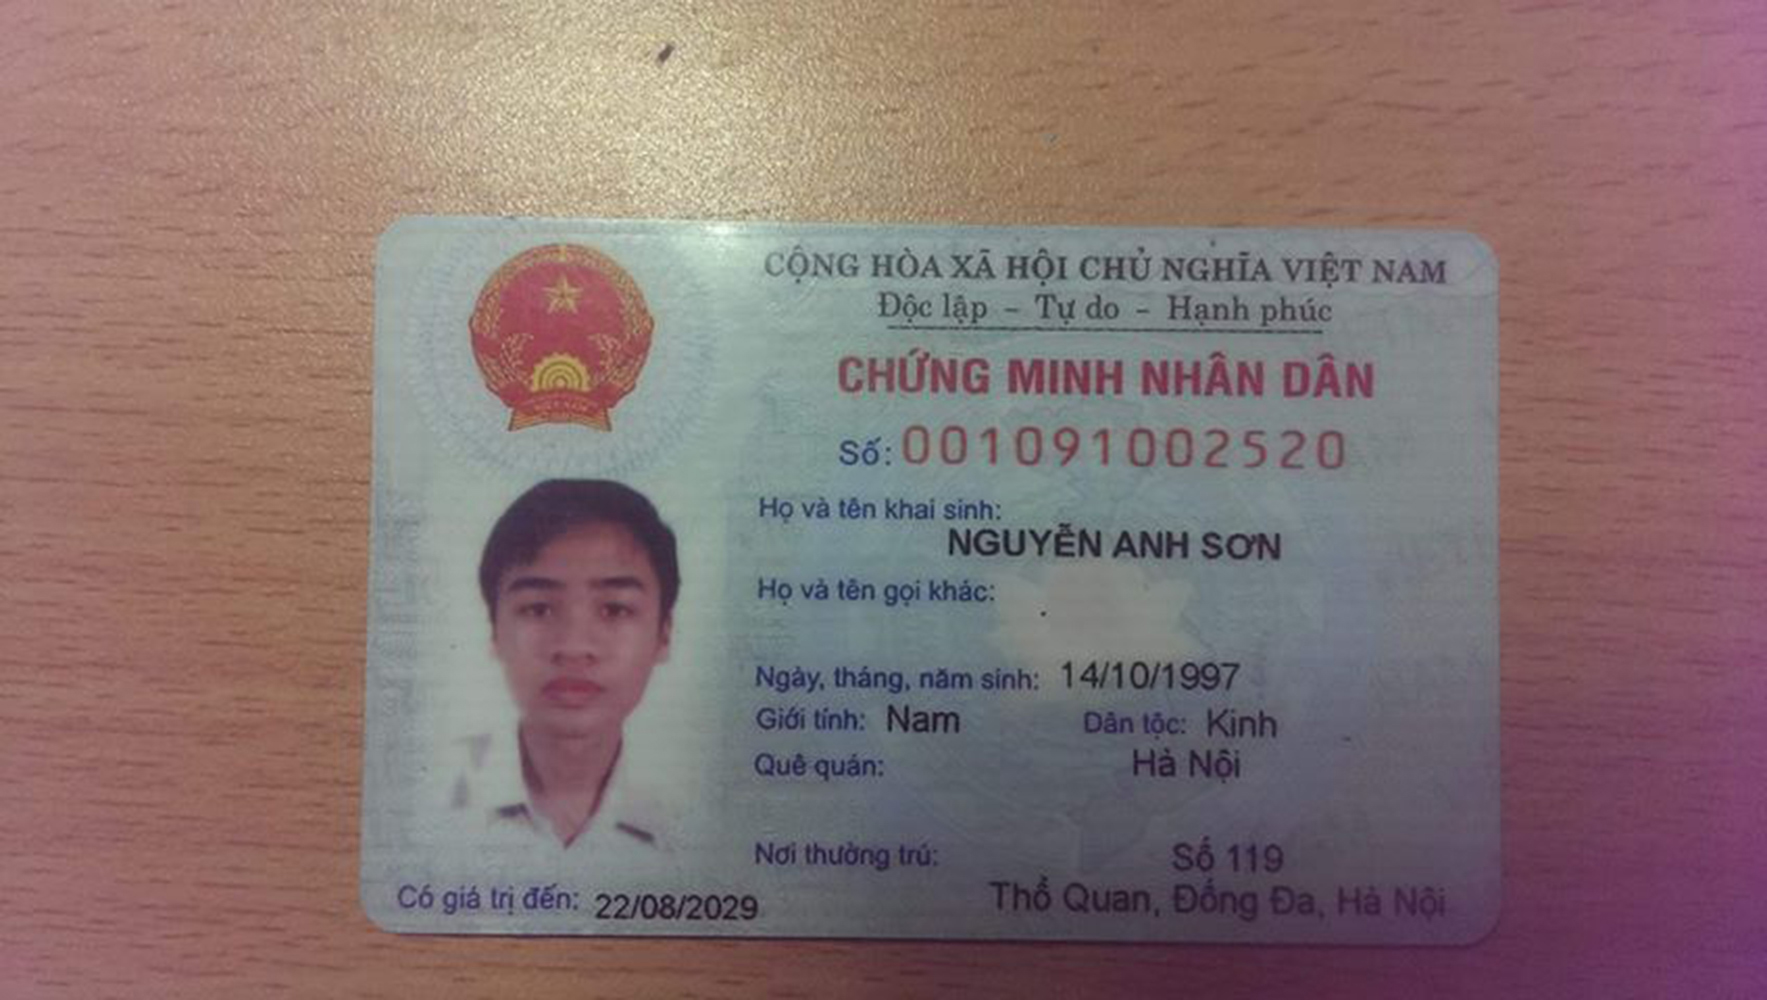 CỘNG HÒA XÃ HỘI CHỦ NGHĨA VIỆT NAM
Độc lập – Tự do – Hạnh phúc
CHỨNG MINH NHÂN DÂN
Số: 001091002520
Họ và tên khai sinh:
NGUYỄN ANH SƠN
Họ và tên gọi khác:
Ngày, tháng, năm sinh: 14/10/1997
Giới tính: Nam Dân tộc: Kinh
Quê quán: Hà Nội
Nơi thường trú: Số 119
Thổ Quan, Đống Đa, Hà Nội
Có giá trị đến: 22/08/2029